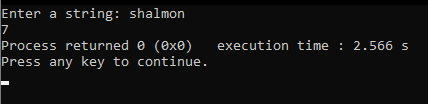 Enter a string: shalmon
7
Process returned 0 (0x0)   execution time : 2.566 s
Press any key to continue.